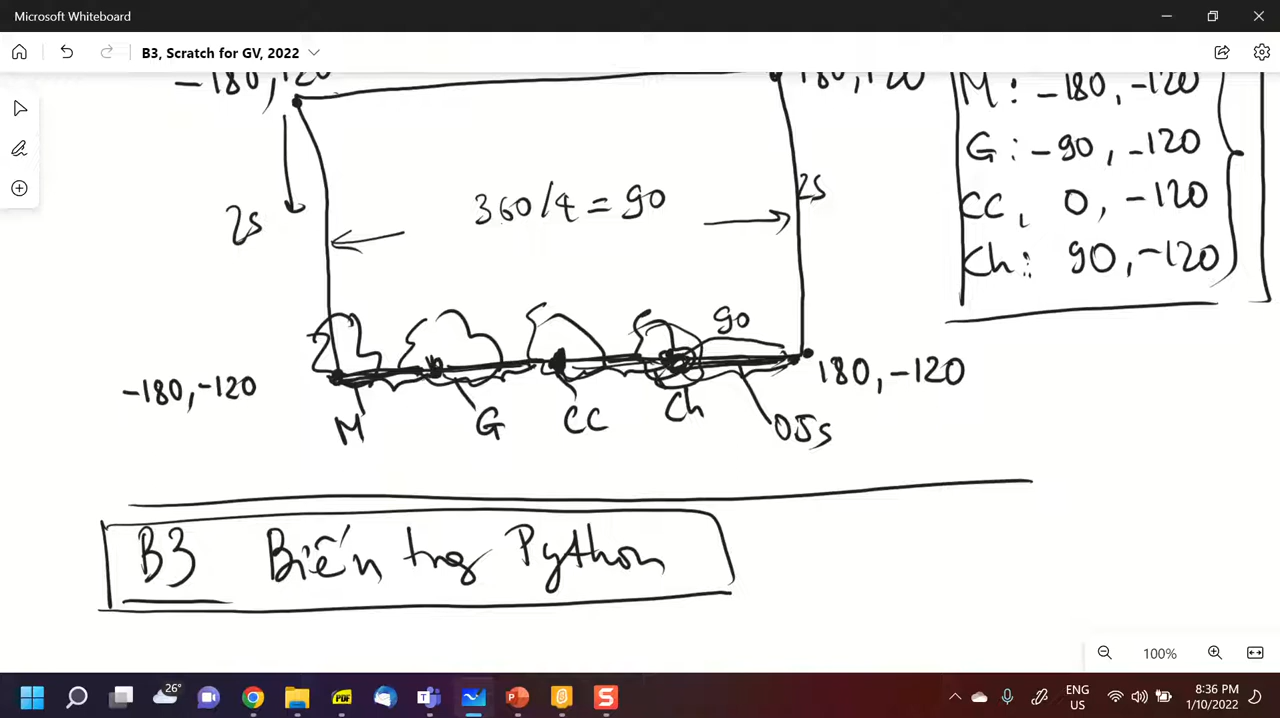 Microsoft Whiteboard
B3, Scratch for GV, 2022
-180, 120
180, 120
M: -180, -120
G: -90, -120
CC, 0, -120
Ch: 90, -120
2s
360/4 = 90
2s
90
-180, -120
180, -120
M
G
CC
Ch
05s
B3 Biến trg Python
100%
26°
PDF
S
ENG
US
8:36 PM
1/10/2022